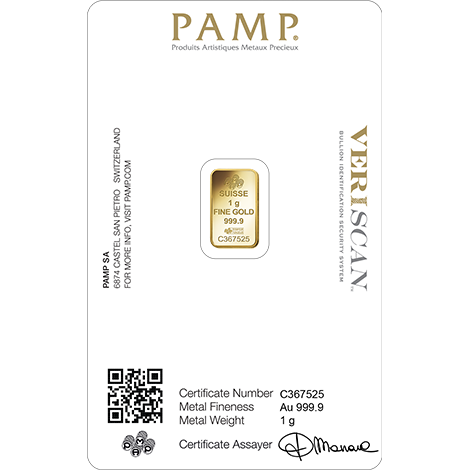 PAMP.
Produits Artistiques Métaux Précieux
PAMP SA
6874 CASTEL SAN PIETRO SWITZERLAND
FOR MORE INFO, VISIT PAMP.COM
VERISCAN
BULLION IDENTIFICATION SECURITY SYSTEM
SUISSE
1 g
FINE GOLD
999.9
C367525
Certificate Number C367525
Metal Fineness Au 999.9
Metal Weight 1 g
Certificate Assayer